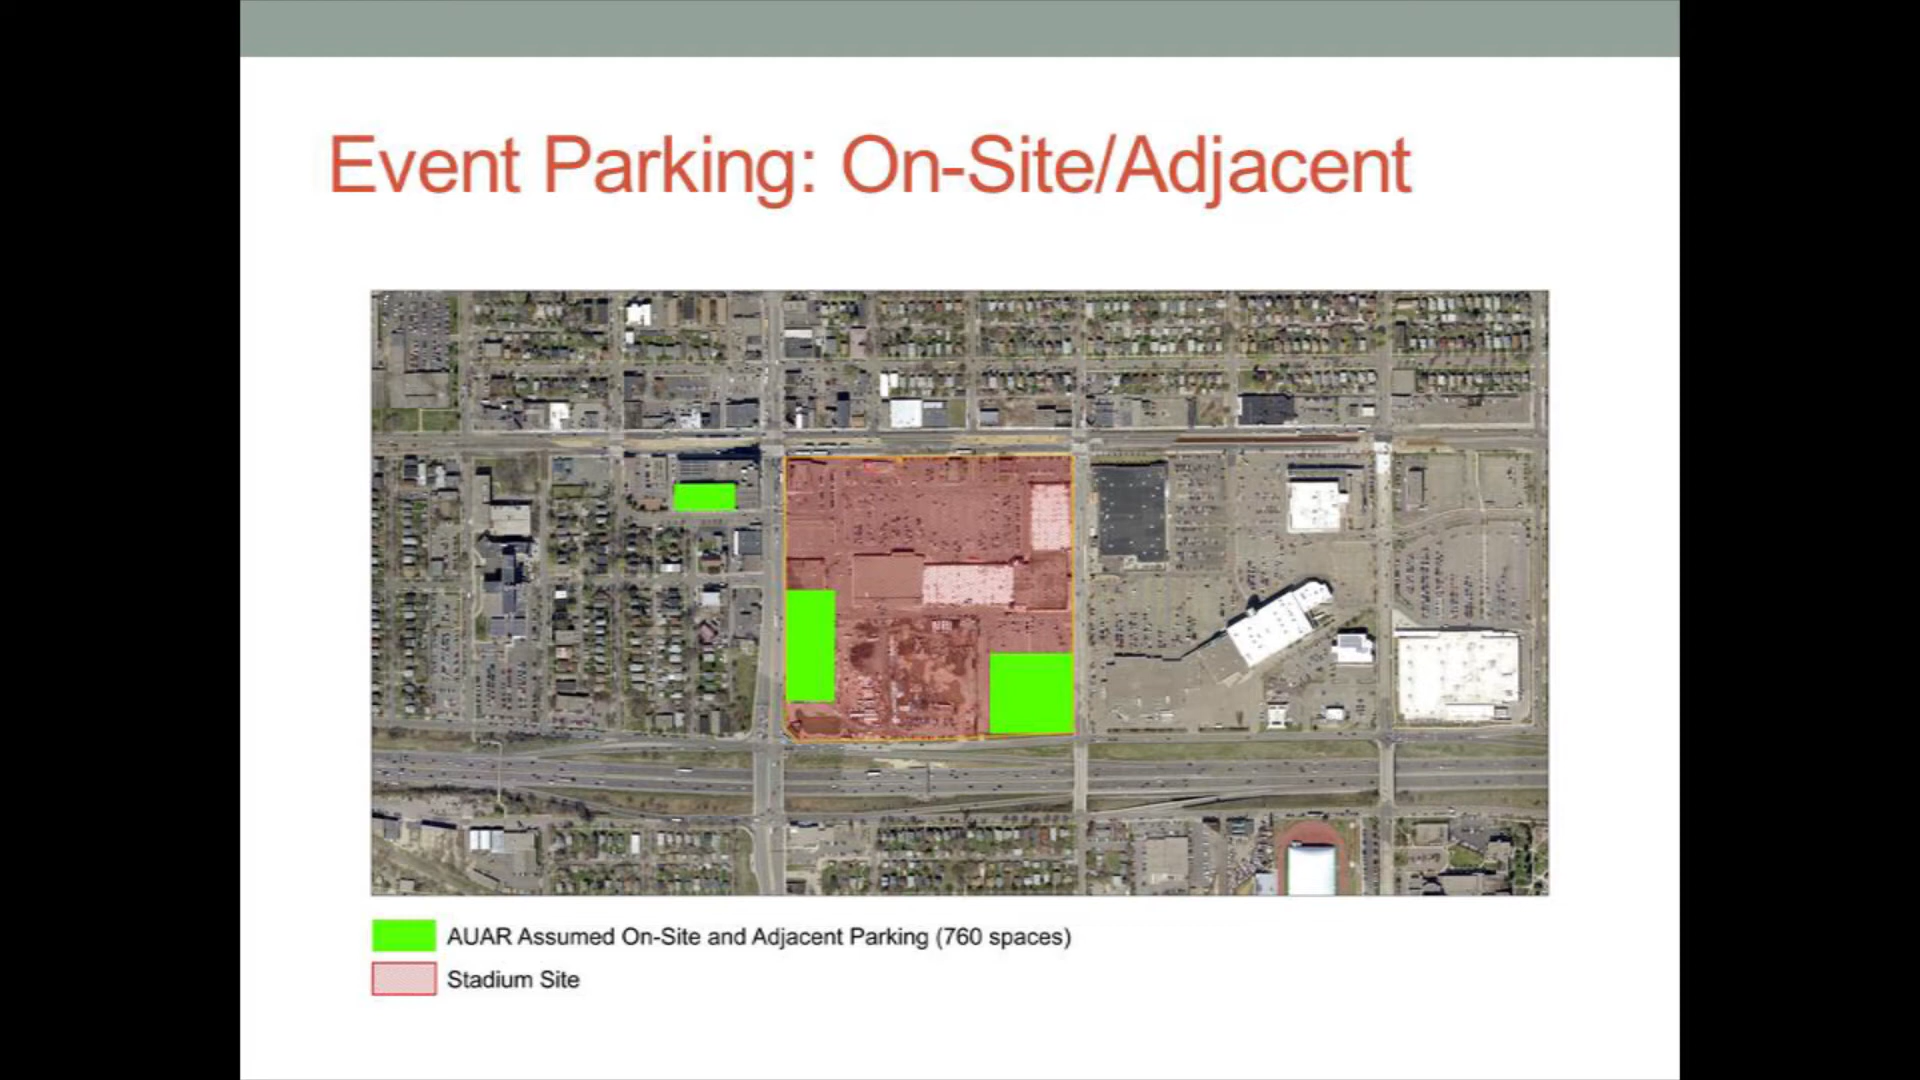 Event Parking: On-Site/Adjacent
AUAR Assumed On-Site and Adjacent Parking (760 spaces)
Stadium Site